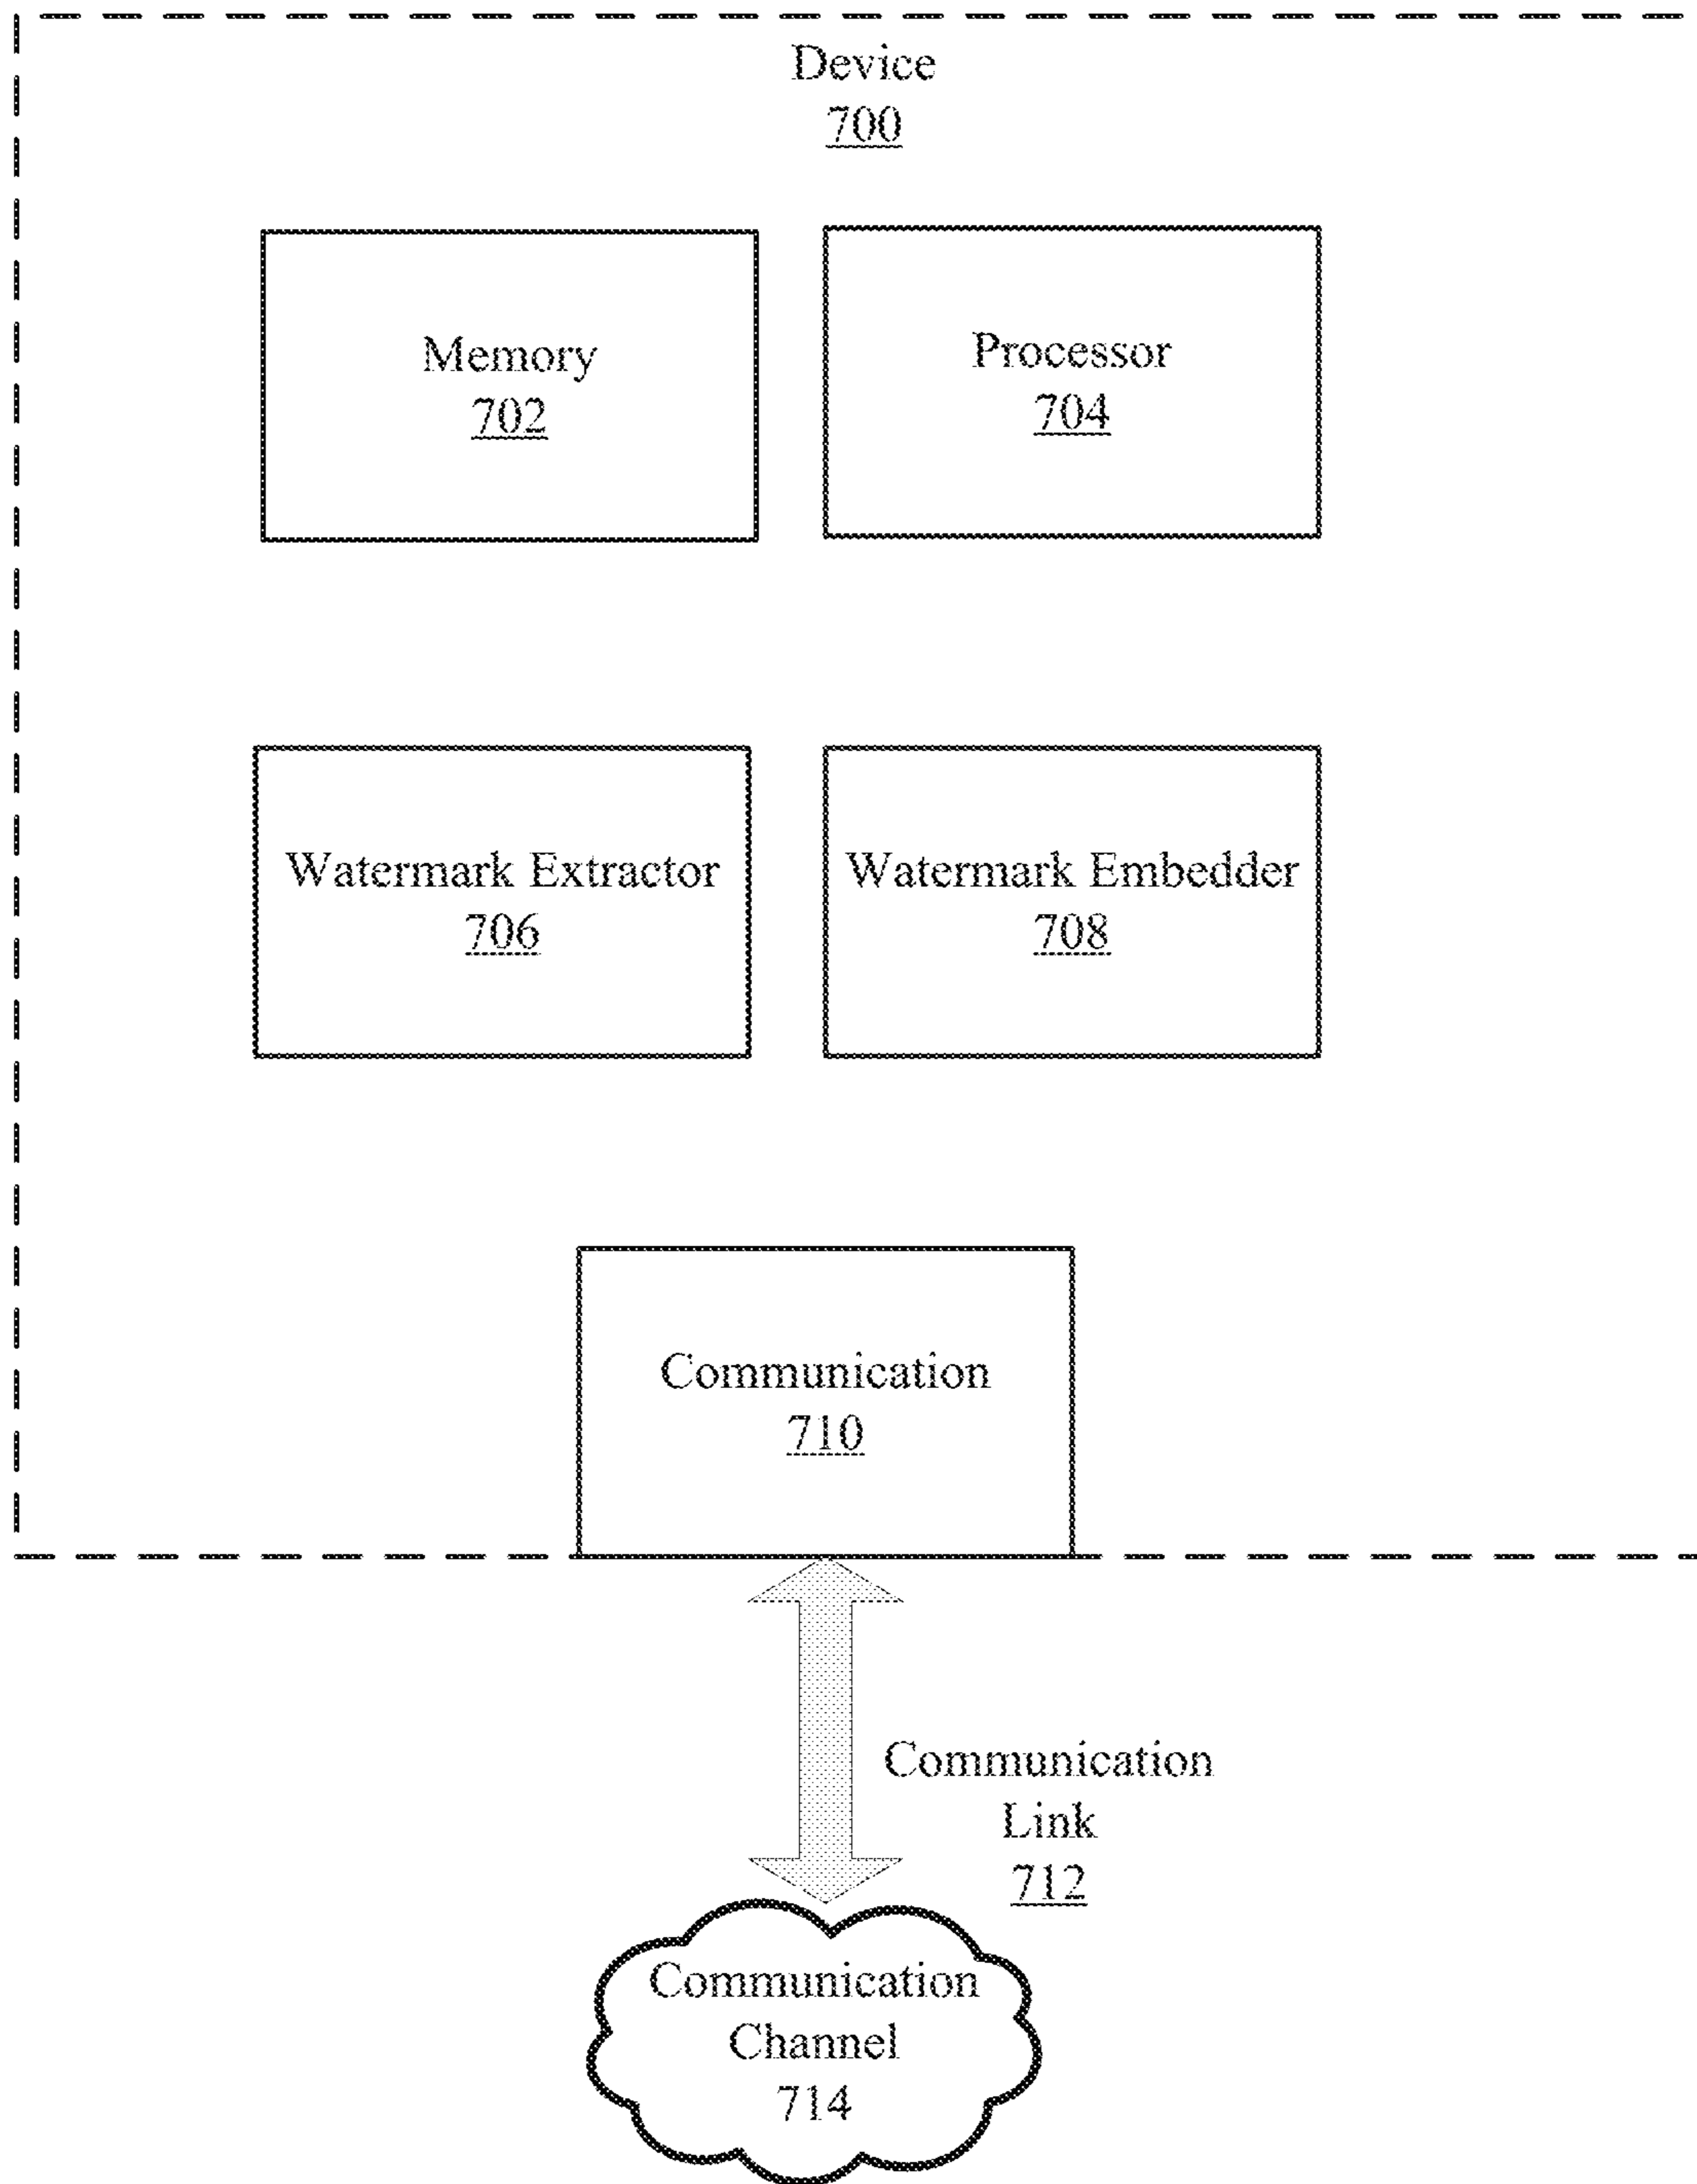 Device
700
Memory
702
Processor
704
Watermark Extractor
706
Watermark Embedder
708
Communication
710
Communication
Link
712
Communication
Channel
714